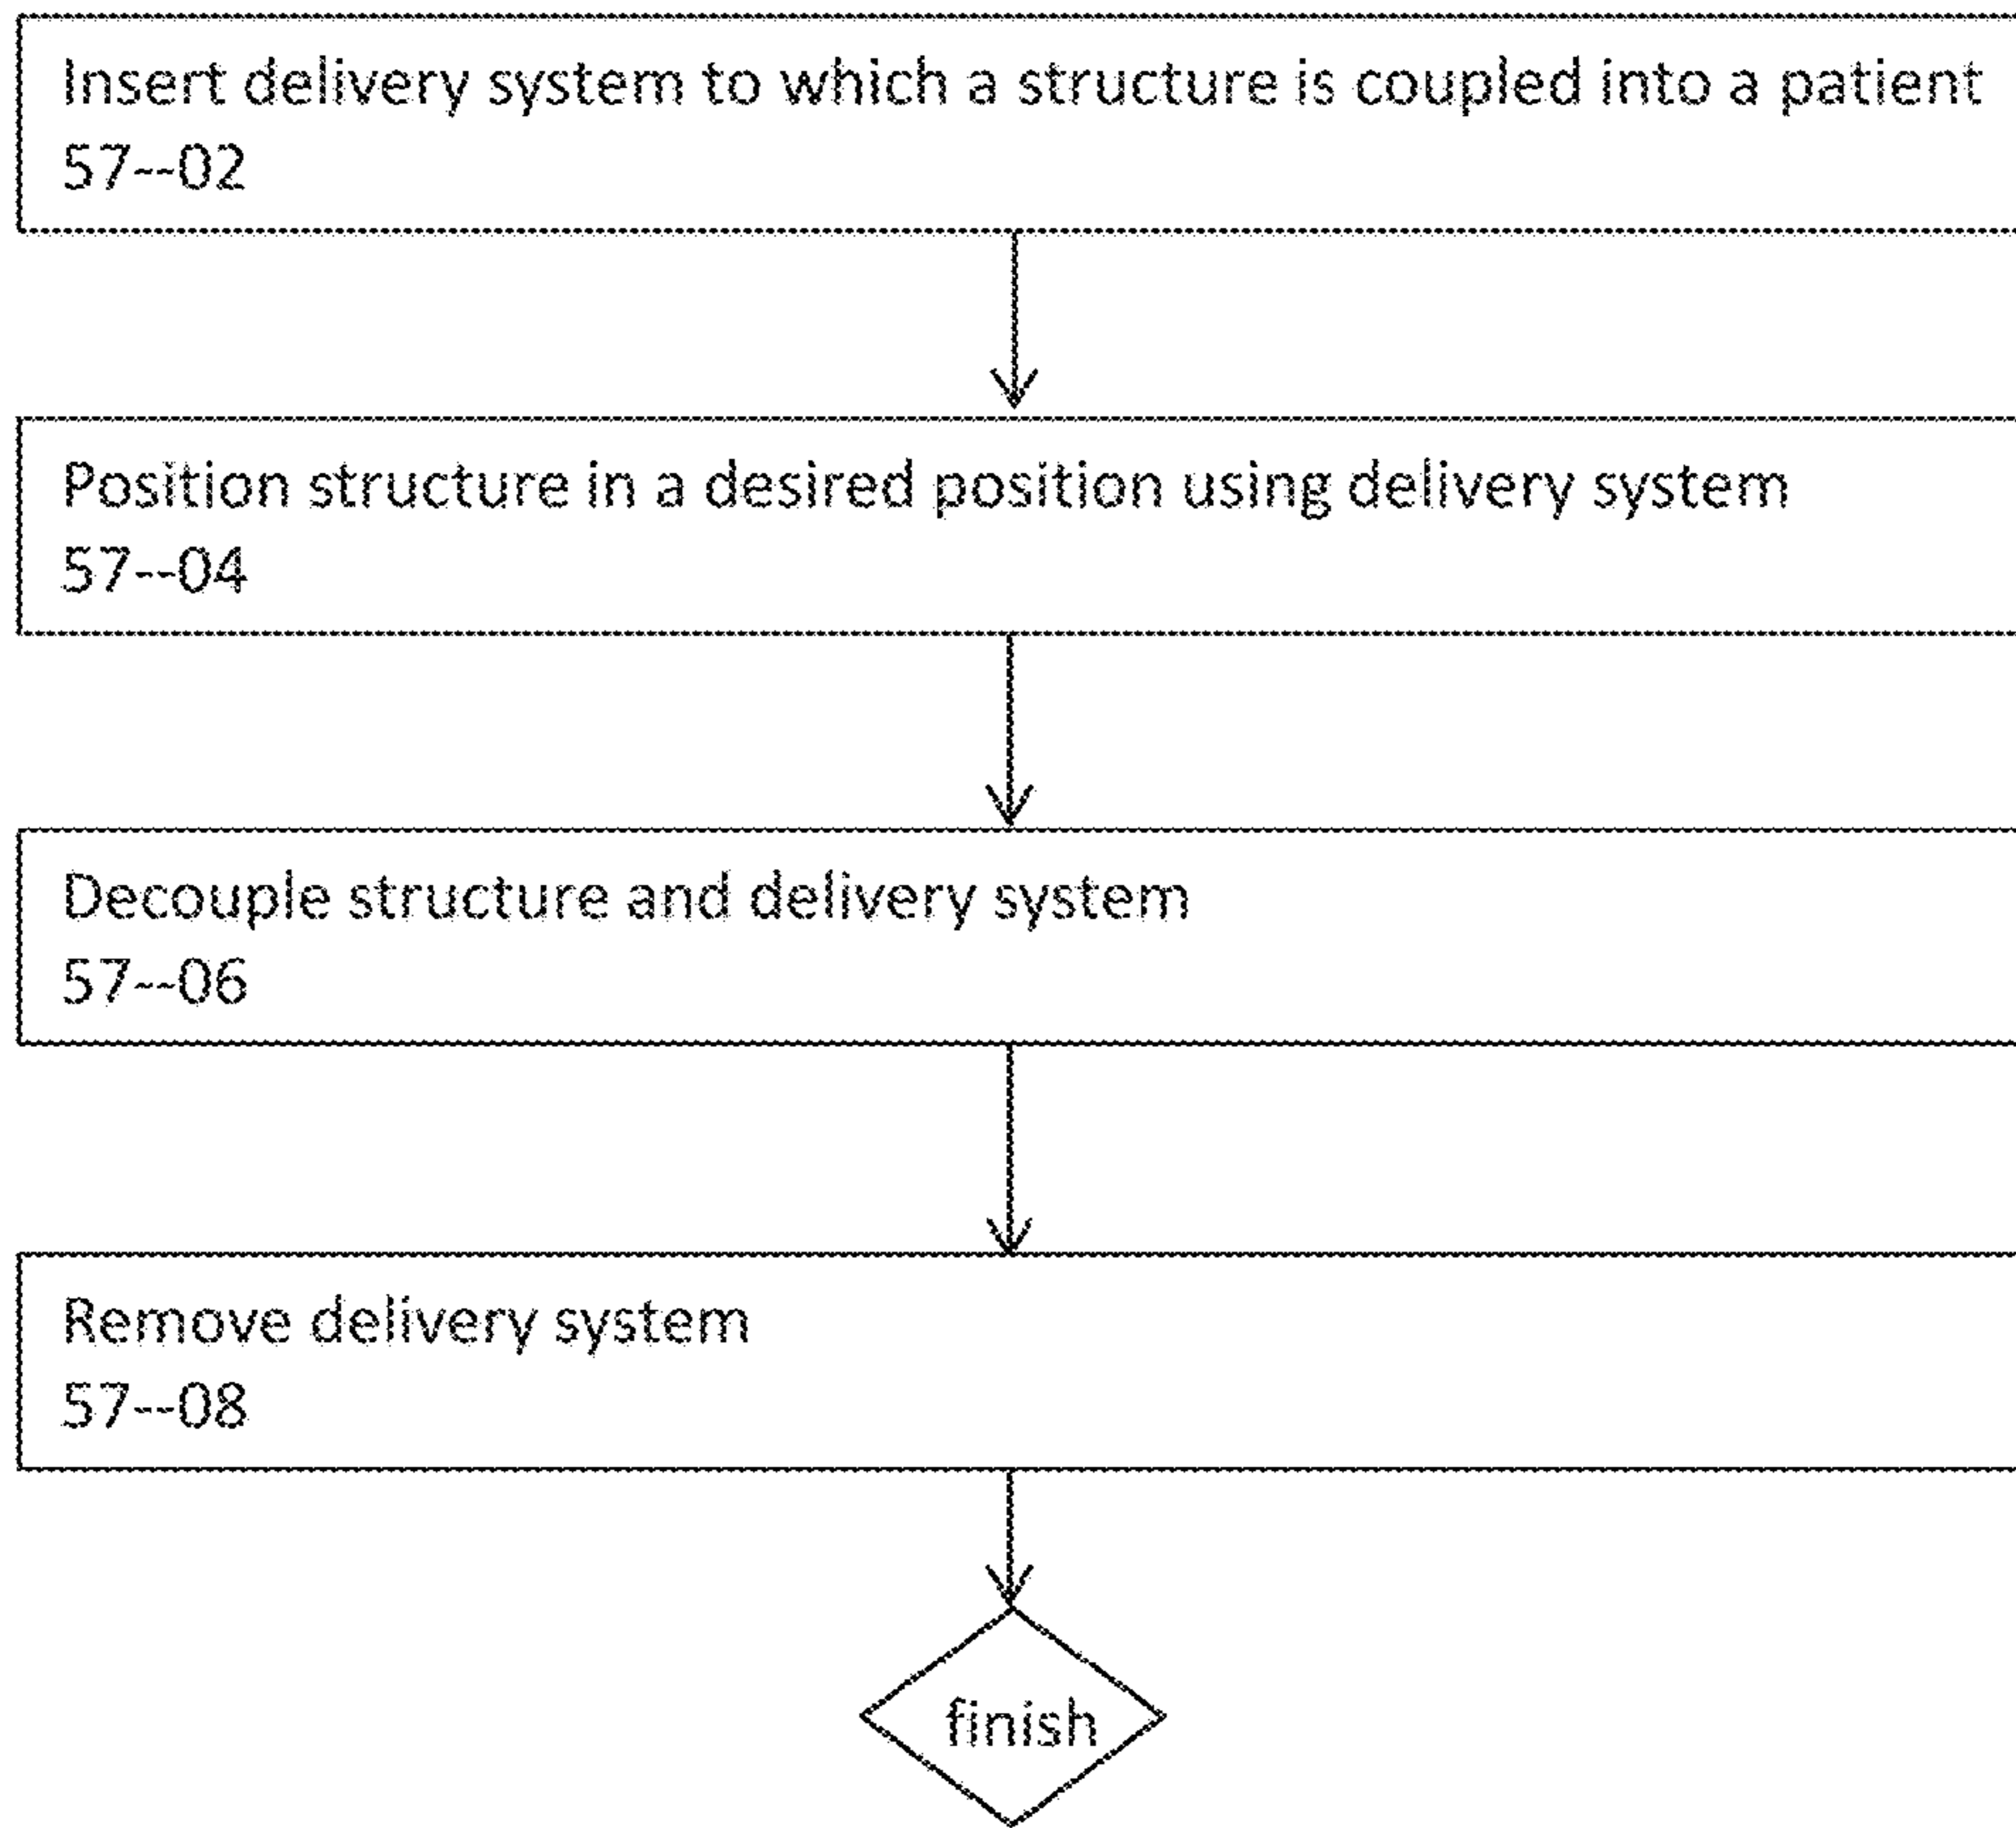 Insert delivery system to which a structure is coupled into a patient
57--02
Position structure in a desired position using delivery system
57--04
Decouple structure and delivery system
57--06
Remove delivery system
57--08
finish